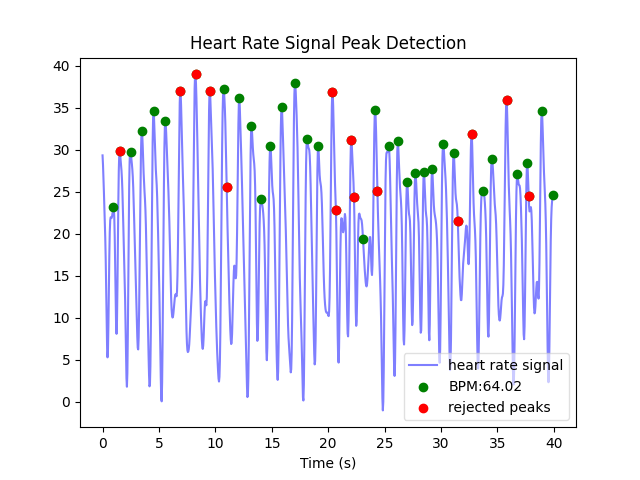 Heart Rate Signal Peak Detection
40
35
30
25
20
15
10
5
0
heart rate signal
BPM:64.02
rejected peaks
0 5 10 15 20 25 30 35 40
Time (s)